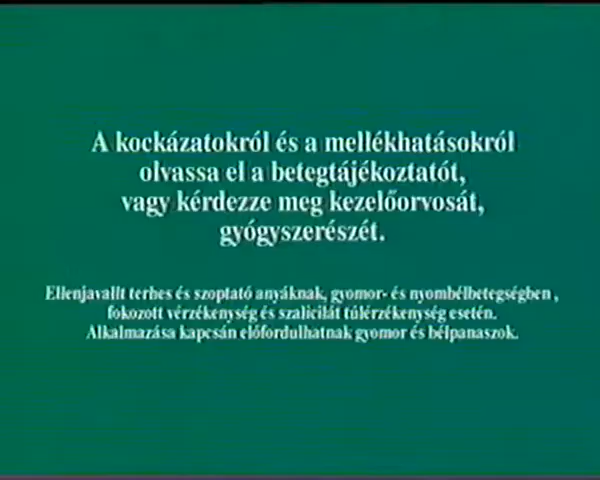 A kockázatokról és a mellékhatásokról
olvassa el a betegtájékoztatót,
vagy kérdezze meg kezelőorvosát,
gyógyszerészét.
Ellenjavallt terhes és szoptató anyáknak, gyomor- és nyombélbetegségben ,
fokozott vérzékenység és szalicilát túlérzékenység esetén.
Alkalmazása kapcsán előfordulhatnak gyomor és bélpanaszok.